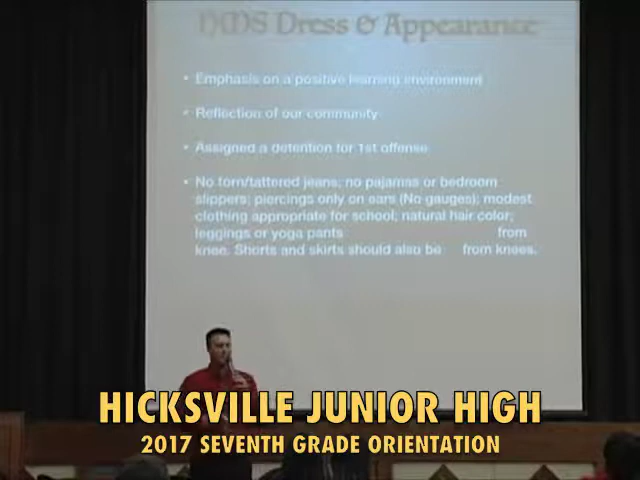 HMS Dress & Appearance
• Emphasis on a positive learning environment
• Reflection of our community
• Assigned a detention for 1st offense
• No torn/tattered jeans; no pajamas or bedroom
slippers; piercings only on ears (No gauges); modest
clothing appropriate for school; natural hair color;
leggings or yoga pants from
knee. Shorts and skirts should also be from knees.
HICKSVILLE JUNIOR HIGH
2017 SEVENTH GRADE ORIENTATION